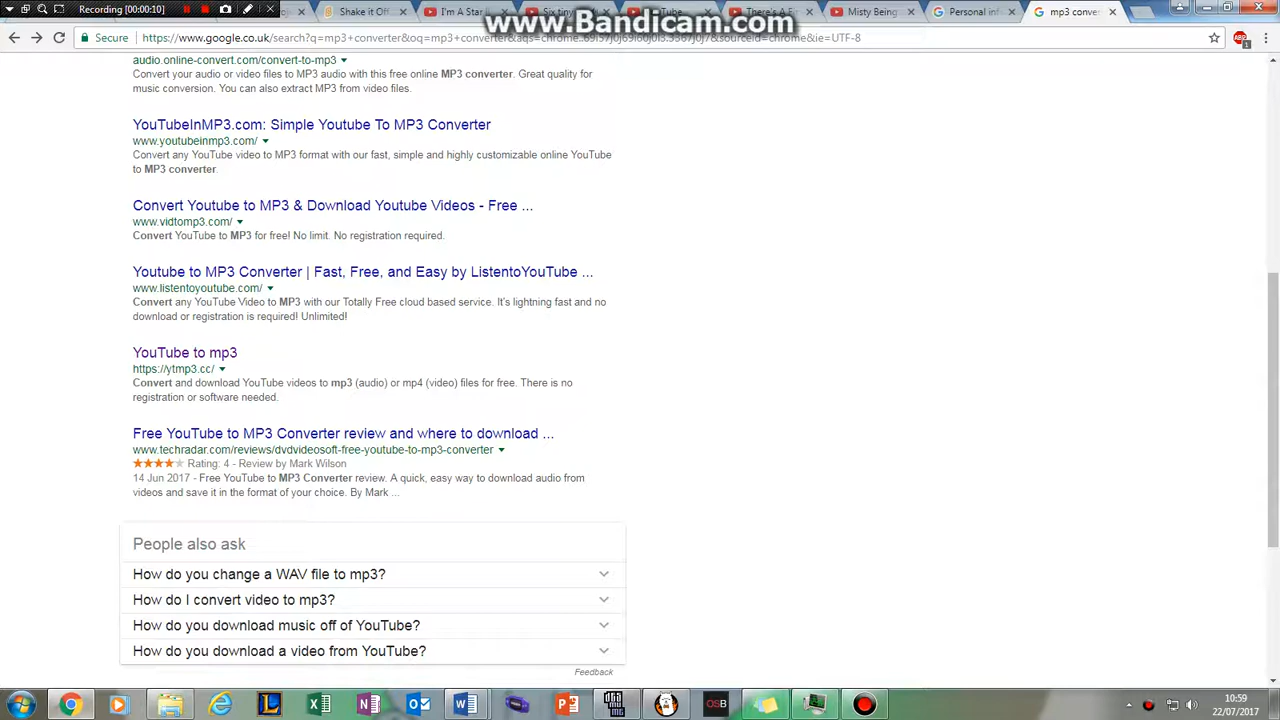 Recording [00:00:10]
Shake it Off
I'm A Star
Six tiny
Tube
There's A F
Misty Being
Personal inf
mp3 conver
www.Bandicam.com
Secure
https://www.google.co.uk/search?q=mp3+converter&oq=mp3+converter&aqs=chrome
&sourceid=chrome&ie=UTF-8
audio.online-convert.com/convert-to-mp3
Convert your audio or video files to MP3 audio with this free online MP3 converter. Great quality for
music conversion. You can also extract MP3 from video files.
YouTubeInMP3.com: Simple Youtube To MP3 Converter
www.youtubeinmp3.com/
Convert any YouTube video to MP3 format with our fast, simple and highly customizable online YouTube
to MP3 converter.
Convert Youtube to MP3 & Download Youtube Videos - Free ...
www.vidtomp3.com/
Convert YouTube to MP3 for free! No limit. No registration required.
Youtube to MP3 Converter | Fast, Free, and Easy by ListentoYouTube ...
www.listentoyoutube.com/
Convert any YouTube Video to MP3 with our Totally Free cloud based service. It's lightning fast and no
download or registration is required! Unlimited!
YouTube to mp3
https://ytmp3.cc/
Convert and download YouTube videos to mp3 (audio) or mp4 (video) files for free. There is no
registration or software needed.
Free YouTube to MP3 Converter review and where to download ...
www.techradar.com/reviews/dvdvideosoft-free-youtube-to-mp3-converter
Rating: 4 - Review by Mark Wilson
14 Jun 2017 - Free YouTube to MP3 Converter review. A quick, easy way to download audio from
videos and save it in the format of your choice. By Mark ...
People also ask
How do you change a WAV file to mp3?
How do I convert video to mp3?
How do you download music off of YouTube?
How do you download a video from YouTube?
Feedback
OSB
10:59
22/07/2017